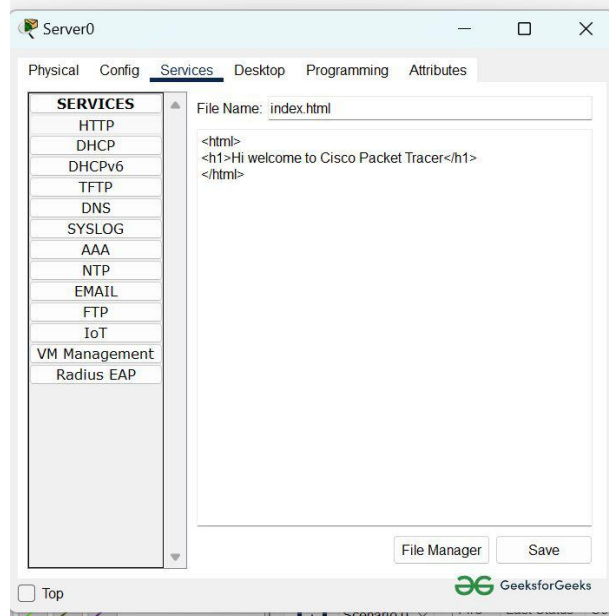 Server0
Physical Config Services Desktop Programming Attributes
SERVICES
HTTP
DHCP
DHCPv6
TFTP
DNS
SYSLOG
AAA
NTP
EMAIL
FTP
IoT
VM Management
Radius EAP
File Name: index.html
<html>
<h1>Hi welcome to Cisco Packet Tracer</h1>
</html>
File Manager Save
Top
GeeksforGeeks